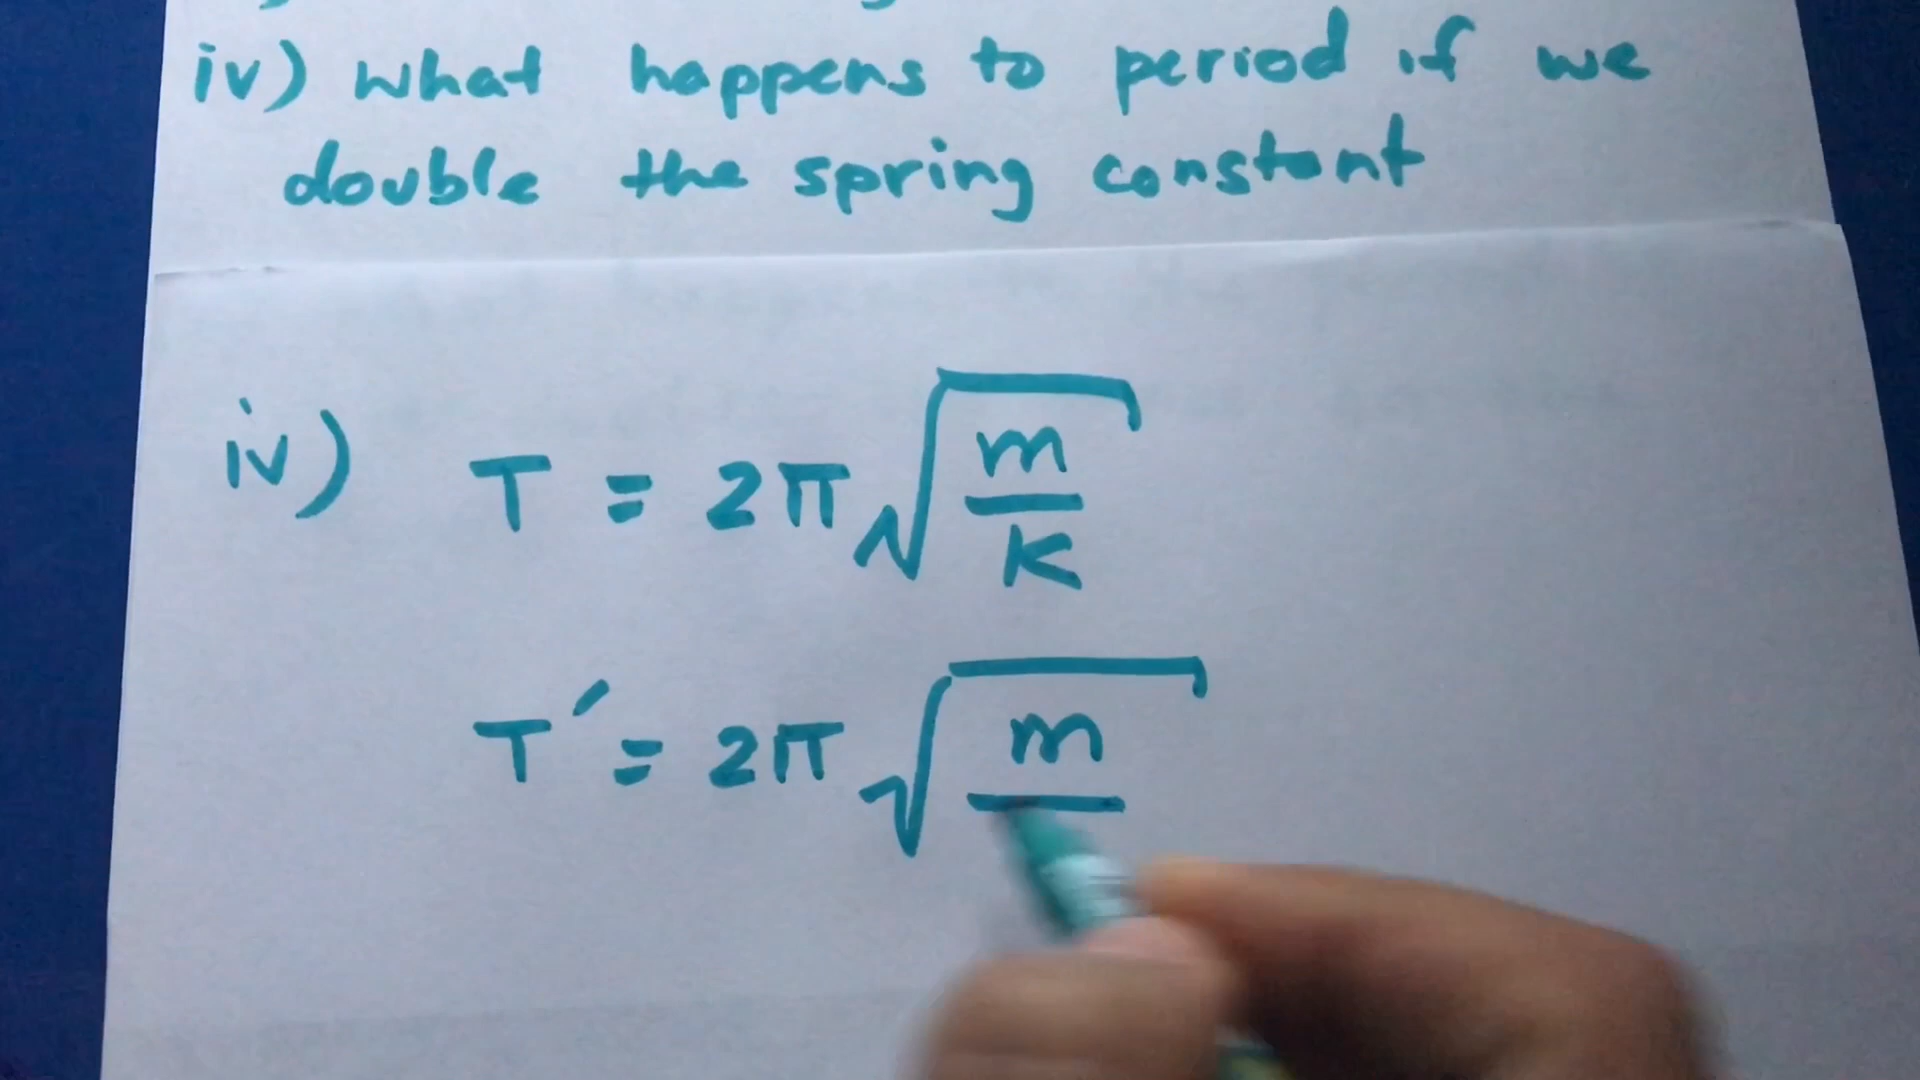 iv) what happens to period if we
double the spring constant
iv) T = 2π√(m/K)
T′ = 2π√(m/